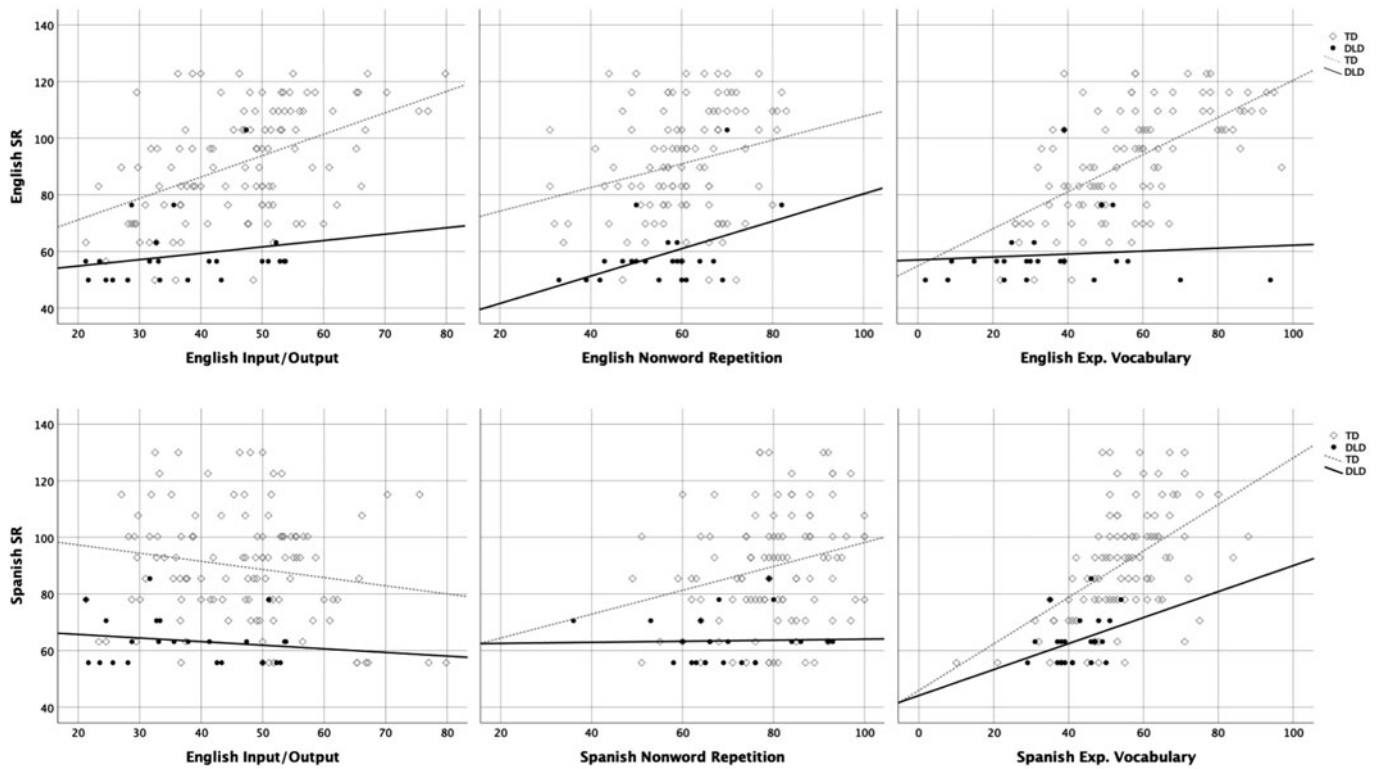 140
120
100
80
60
40
English SR
20 30 40 50 60 70 80
English Input/Output
20 40 60 80 100
English Nonword Repetition
0 20 40 60 80 100
English Exp. Vocabulary
TD
DLD
TD
DLD
140
120
100
80
60
40
Spanish SR
20 30 40 50 60 70 80
English Input/Output
20 40 60 80 100
Spanish Nonword Repetition
0 20 40 60 80 100
Spanish Exp. Vocabulary
TD
DLD
TD
DLD